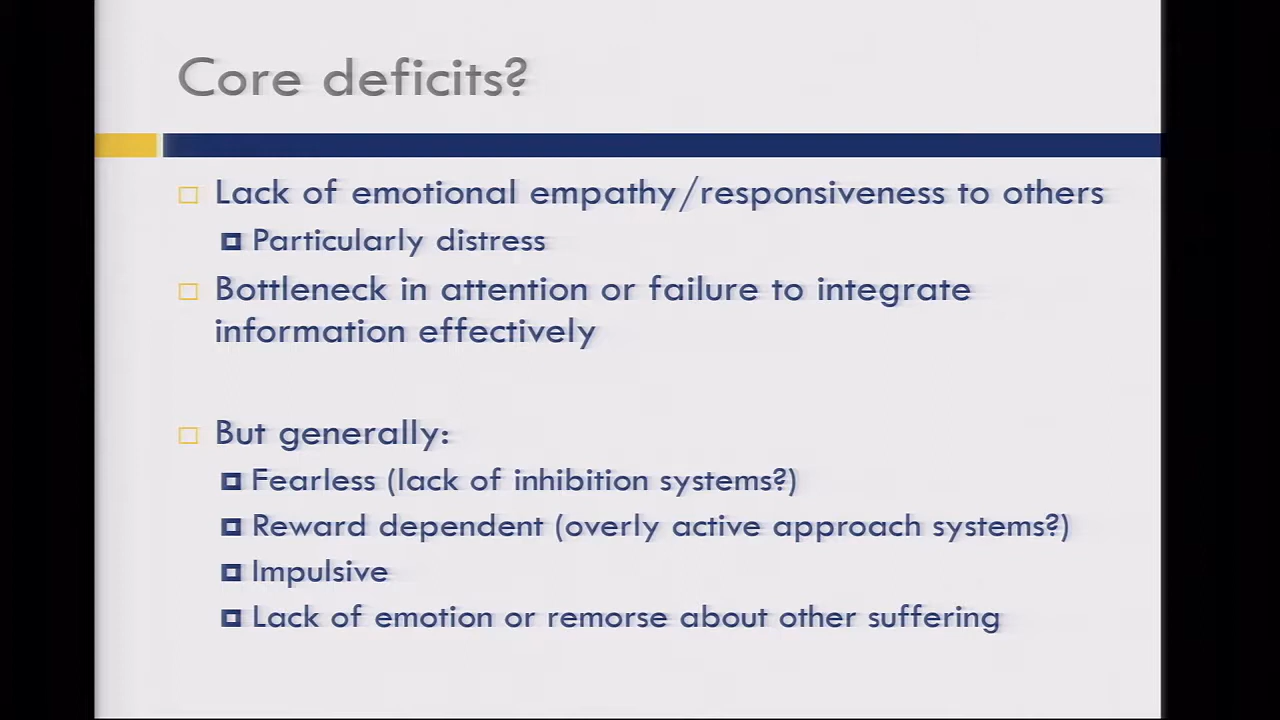 Core deficits?
Lack of emotional empathy/responsiveness to others
Particularly distress
Bottleneck in attention or failure to integrate
information effectively
But generally:
Fearless (lack of inhibition systems?)
Reward dependent (overly active approach systems?)
Impulsive
Lack of emotion or remorse about other suffering